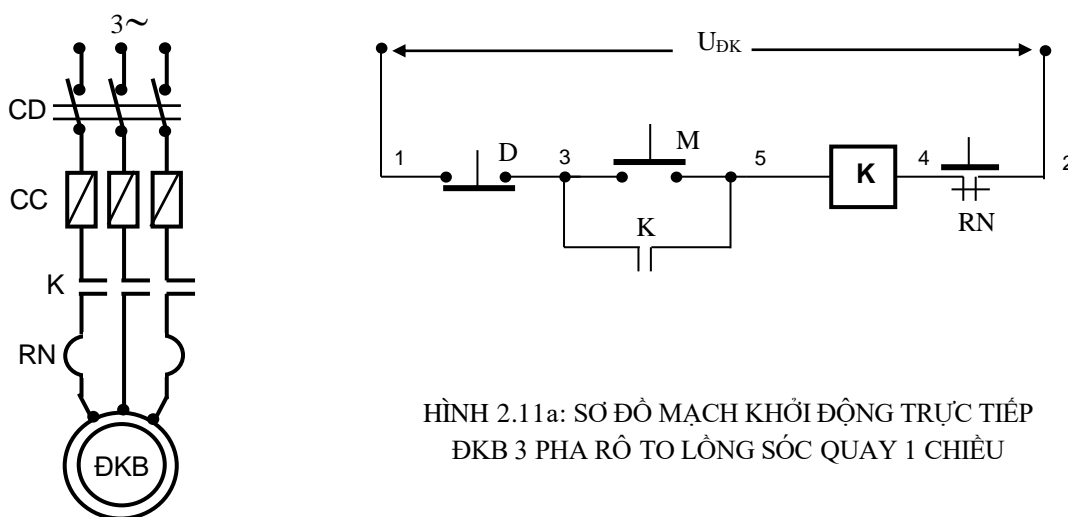 3~
CD
CC
K
RN
ĐKB
UĐK
1 D 3 M 5 K 4 2
K
RN
HÌNH 2.11a: SƠ ĐỒ MẠCH KHỞI ĐỘNG TRỰC TIẾP
ĐKB 3 PHA RÔ TO LỒNG SÓC QUAY 1 CHIỀU